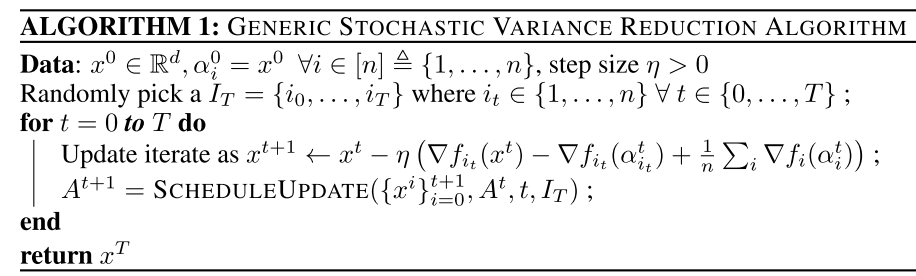 ALGORITHM 1: GENERIC STOCHASTIC VARIANCE REDUCTION ALGORITHM
Data: $x^0 \in \mathbb{R}^d, \alpha_i^0 = x^0 \ \forall i \in [n] \triangleq \{1, \ldots, n\}$, step size $\eta > 0$
Randomly pick a $I_T = \{i_0, \ldots, i_T\}$ where $i_t \in \{1, \ldots, n\} \ \forall \ t \in \{0, \ldots, T\}$ ;
for $t = 0$ to $T$ do
Update iterate as $x^{t+1} \leftarrow x^t - \eta \left( \nabla f_{i_t}(x^t) - \nabla f_{i_t}(\alpha_{i_t}^t) + \frac{1}{n} \sum_i \nabla f_i(\alpha_i^t) \right)$ ;
$A^{t+1} = \text{SCHEDULEUPDATE}(\{x^i\}_{i=0}^{t+1}, A^t, t, I_T)$ ;
end
return $x^T$